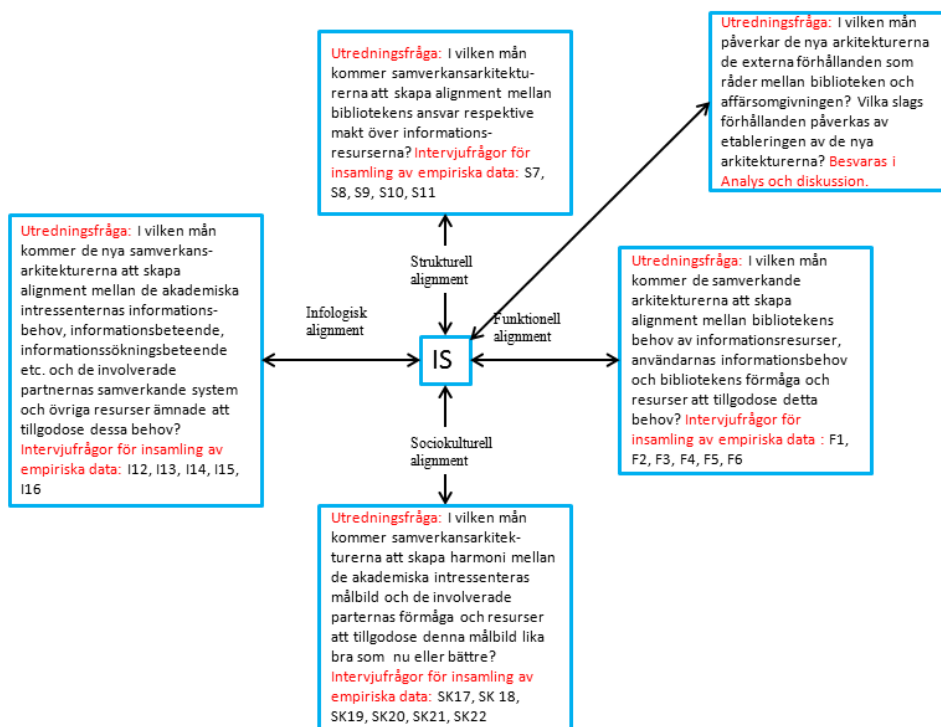 Utredningsfråga: I vilken mån
kommer samverkansarkitektu-
rerna att skapa alignment mellan
bibliotekens ansvar respektive
makt över informations-
resurserna? Intervjufrågor för
insamling av empiriska data: S7,
S8, S9, S10, S11
Utredningsfråga: I vilken mån
påverkar de nya arkitekturerna
de externa förhållanden som
råder mellan biblioteken och
affärsomgivningen? Vilka slags
förhållanden påverkas av
etableringen av de nya
arkitekturerna? Besvaras i
Analys och diskussion.
Utredningsfråga: I vilken mån
kommer de nya samverkans-
arkitekturerna att skapa
alignment mellan de akademiska
intressenternas informations-
behov, informationsbeteende,
informationssökningsbeteende
etc. och de involverade
partnernas samverkande system
och övriga resurser ämnade att
tillgodose dessa behov?
Intervjufrågor för insamling av
empiriska data: I12, I13, I14, I15,
I16
Strukturell
alignment
Infologisk
alignment
Funktionell
alignment
IS
Sociokulturell
alignment
Utredningsfråga: I vilken mån
kommer de samverkande
arkitekturerna att skapa
alignment mellan bibliotekens
behov av informationsresurser,
användarnas informationsbehov
och bibliotekens förmåga och
resurser att tillgodose detta
behov? Intervjufrågor för
insamling av empiriska data : F1,
F2, F3, F4, F5, F6
Utredningsfråga: I vilken mån
kommer samverkansarkitek-
turerna att skapa harmoni mellan
de akademiska intressenteras
målbild och de involverade
parternas förmåga och resurser
att tillgodose denna målbild lika
bra som nu eller bättre?
Intervjufrågor för insamling av
empiriska data: SK17, SK 18,
SK19, SK20, SK21, SK22